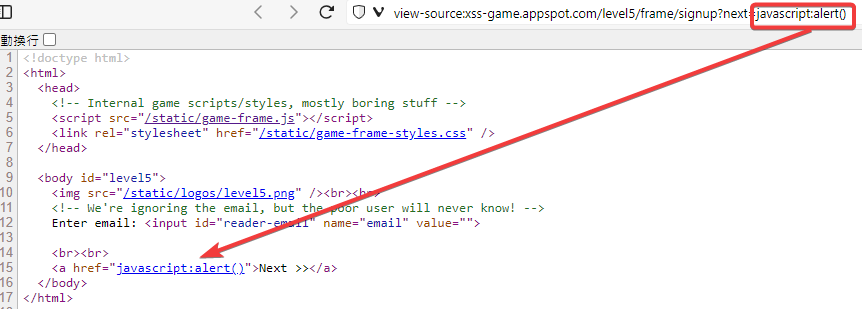 view-source:xss-game.appspot.com/level5/frame/signup?next=javascript:alert()
動換行
1 <!doctype html>
2 <html>
3 <head>
4 <!-- Internal game scripts/styles, mostly boring stuff -->
5 <script src="/static/game-frame.js"></script>
6 <link rel="stylesheet" href="/static/game-frame-styles.css" />
7 </head>
8
9 <body id="level5">
10 <img src="/static/logos/level5.png" /><br><br>
11 <!-- We're ignoring the email, but the poor user will never know! -->
12 Enter email: <input id="reader-email" name="email" value="">
13
14 <br><br>
15 <a href="javascript:alert()">Next >></a>
16 </body>
17 </html>